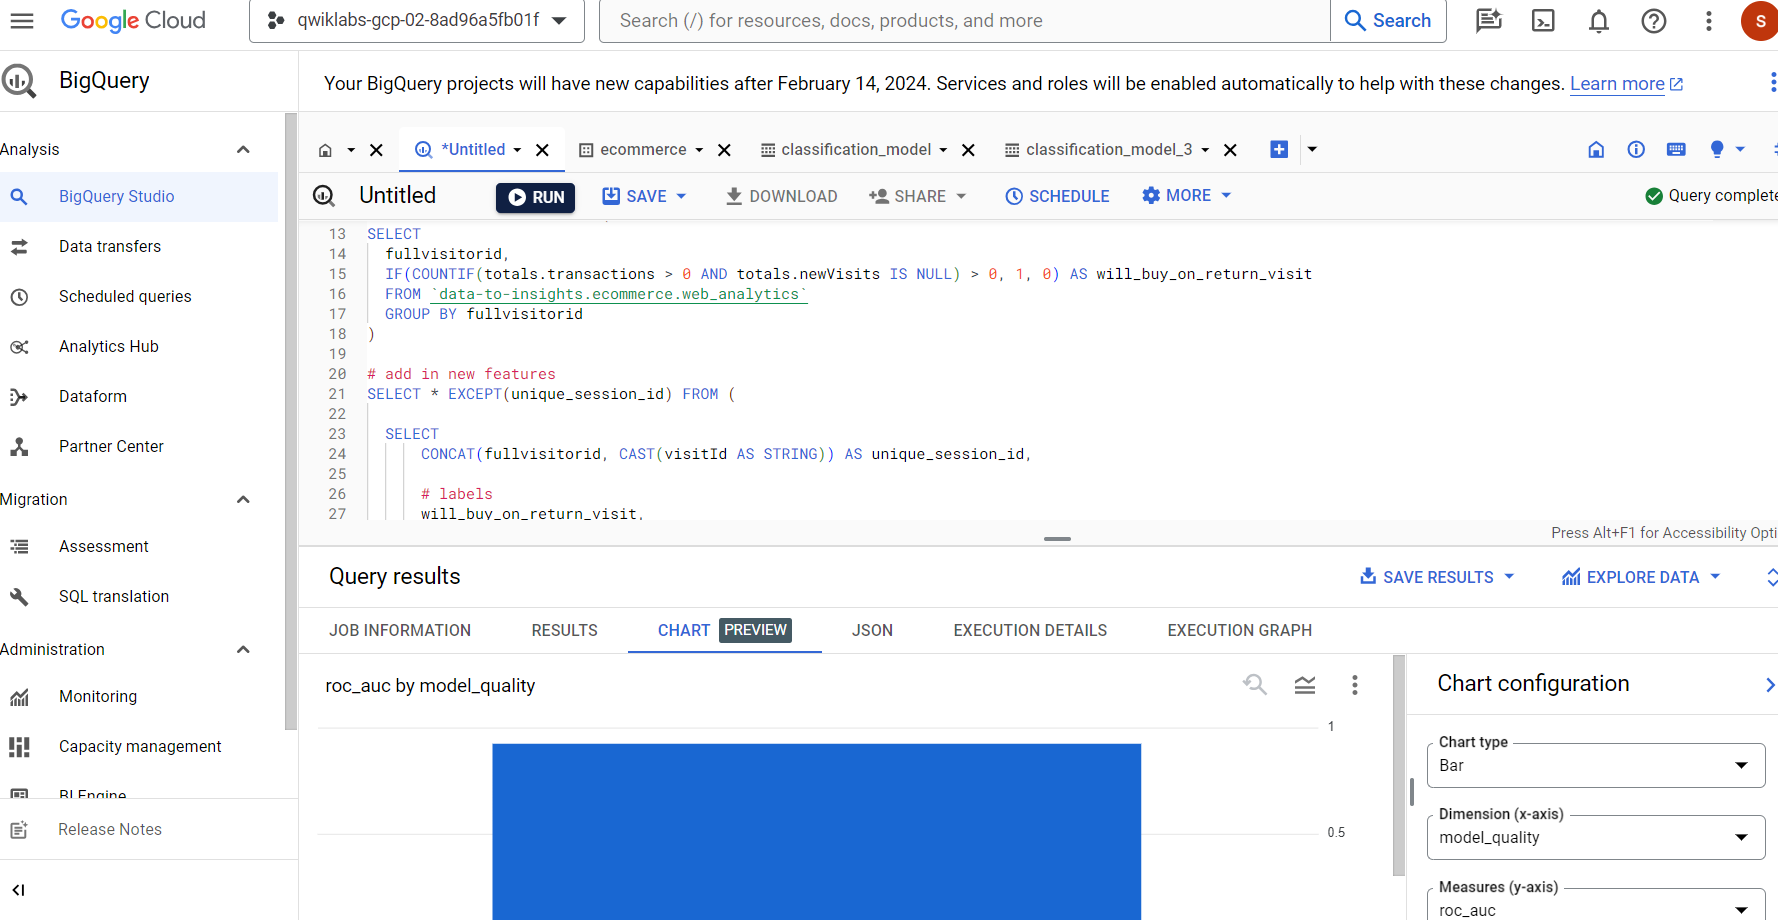 Google Cloud
qwiklabs-gcp-02-8ad96a5fb01f
Search (/) for resources, docs, products, and more
Search
S
BigQuery
Your BigQuery projects will have new capabilities after February 14, 2024. Services and roles will be enabled automatically to help with these changes. Learn more
Analysis
BigQuery Studio
Data transfers
Scheduled queries
Analytics Hub
Dataform
Partner Center
Migration
Assessment
SQL translation
Administration
Monitoring
Capacity management
BI Engine
Release Notes
*Untitled
ecommerce
classification_model
classification_model_3
Untitled
RUN
SAVE
DOWNLOAD
SHARE
SCHEDULE
MORE
Query complete
13 SELECT
14 fullvisitorid,
15 IF(COUNTIF(totals.transactions > 0 AND totals.newVisits IS NULL) > 0, 1, 0) AS will_buy_on_return_visit
16 FROM `data-to-insights.ecommerce.web_analytics`
17 GROUP BY fullvisitorid
18 )
19
20 # add in new features
21 SELECT * EXCEPT(unique_session_id) FROM (
22
23 SELECT
24 CONCAT(fullvisitorid, CAST(visitId AS STRING)) AS unique_session_id,
25
26 # labels
27 will_buy_on_return_visit,
Press Alt+F1 for Accessibility Opti
Query results
SAVE RESULTS
EXPLORE DATA
JOB INFORMATION
RESULTS
CHART PREVIEW
JSON
EXECUTION DETAILS
EXECUTION GRAPH
roc_auc by model_quality
1
0.5
Chart configuration
Chart type
Bar
Dimension (x-axis)
model_quality
Measures (y-axis)
roc_auc